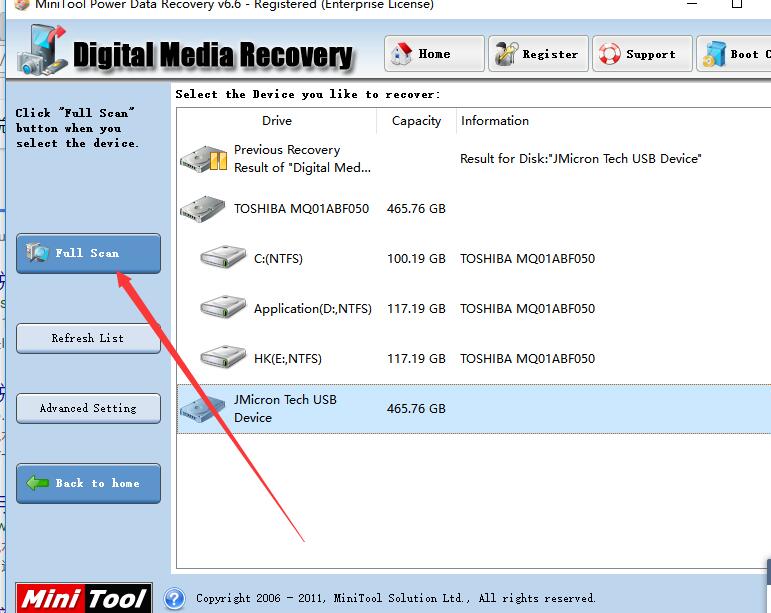 MiniTool Power Data Recovery v6.6 - Registered (Enterprise License)
Digital Media Recovery
Home
Register
Support
Boot
Click "Full Scan"
button when you
select the device.
Full Scan
Refresh List
Advanced Setting
Back to home
Select the Device you like to recover:
Drive Capacity Information
Previous Recovery
Result of "Digital Med... Result for Disk:"JMicron Tech USB Device"
TOSHIBA MQ01ABF050 465.76 GB
C:(NTFS) 100.19 GB TOSHIBA MQ01ABF050
Application(D:,NTFS) 117.19 GB TOSHIBA MQ01ABF050
HK(E:,NTFS) 117.19 GB TOSHIBA MQ01ABF050
JMicron Tech USB
Device 465.76 GB
Mini Tool
? Copyright 2006 - 2011, MiniTool Solution Ltd., All rights reserved.